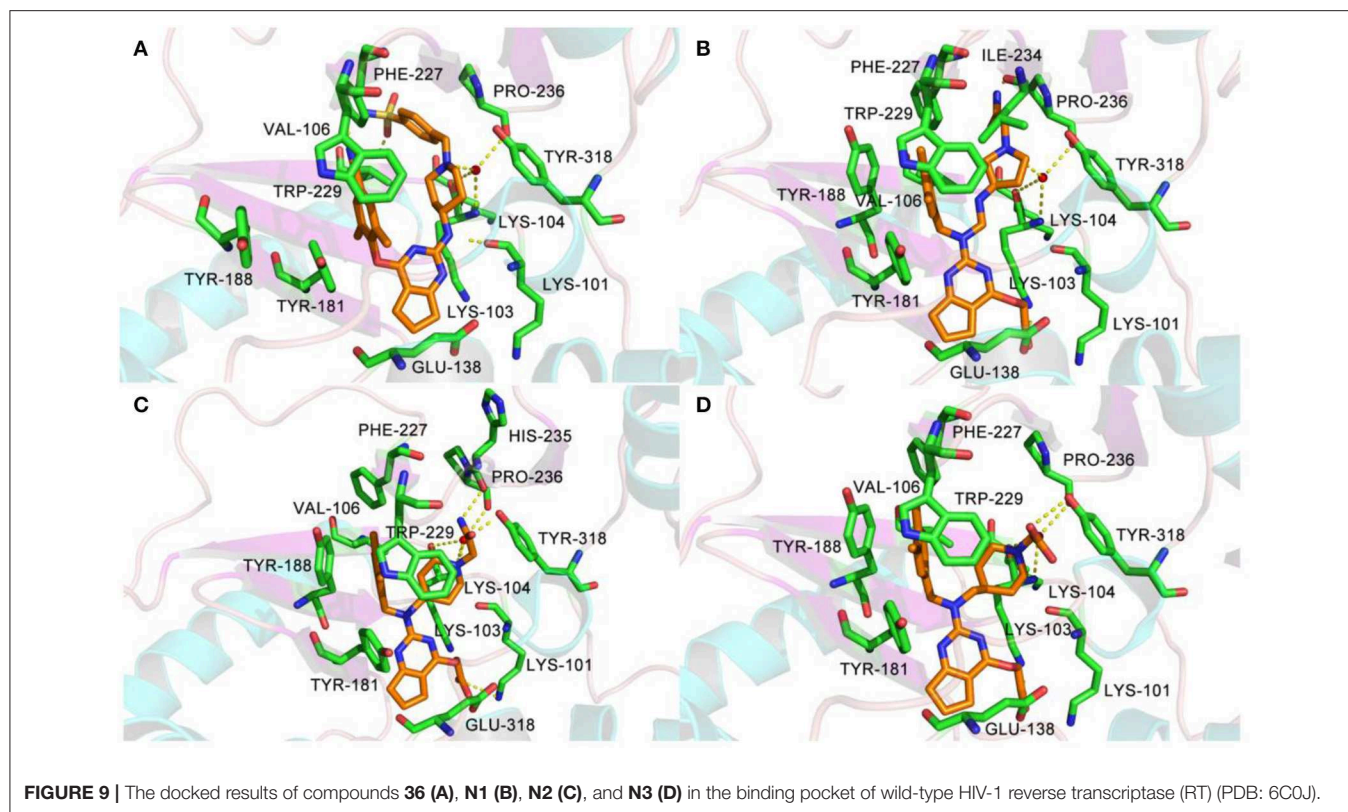 A
PHE-227
PRO-236
VAL-106
TYR-318
TRP-229
LYS-104
TYR-188
TYR-181
LYS-101
LYS-103
GLU-138
B
ILE-234
PHE-227
PRO-236
TRP-229
TYR-318
TYR-188
VAL-106
LYS-104
TYR-181
LYS-103
LYS-101
GLU-138
C
PHE-227
HIS-235
PRO-236
VAL-106
TRP-229
TYR-318
TYR-188
LYS-104
LYS-103
TYR-181
LYS-101
GLU-318
D
PHE-227
PRO-236
VAL-106
TRP-229
TYR-318
TYR-188
LYS-104
LYS-103
TYR-181
LYS-101
GLU-138
FIGURE 9 | The docked results of compounds 36 (A), N1 (B), N2 (C), and N3 (D) in the binding pocket of wild-type HIV-1 reverse transcriptase (RT) (PDB: 6C0J).